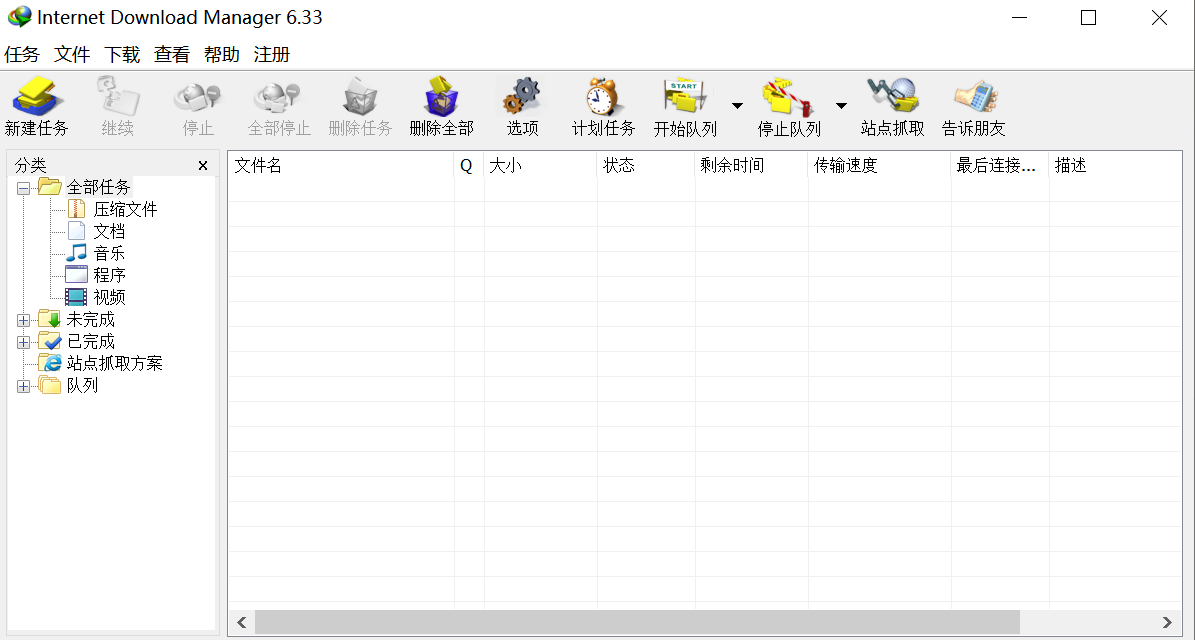 Internet Download Manager 6.33
任务 文件 下载 查看 帮助 注册
START
新建任务 继续 停止 全部停止 删除任务 删除全部 选项 计划任务 开始队列 停止队列 站点抓取 告诉朋友
分类 x
文件名 Q 大小 状态 剩余时间 传输速度 最后连接... 描述
全部任务
压缩文件
文档
音乐
程序
视频
未完成
已完成
站点抓取方案
队列